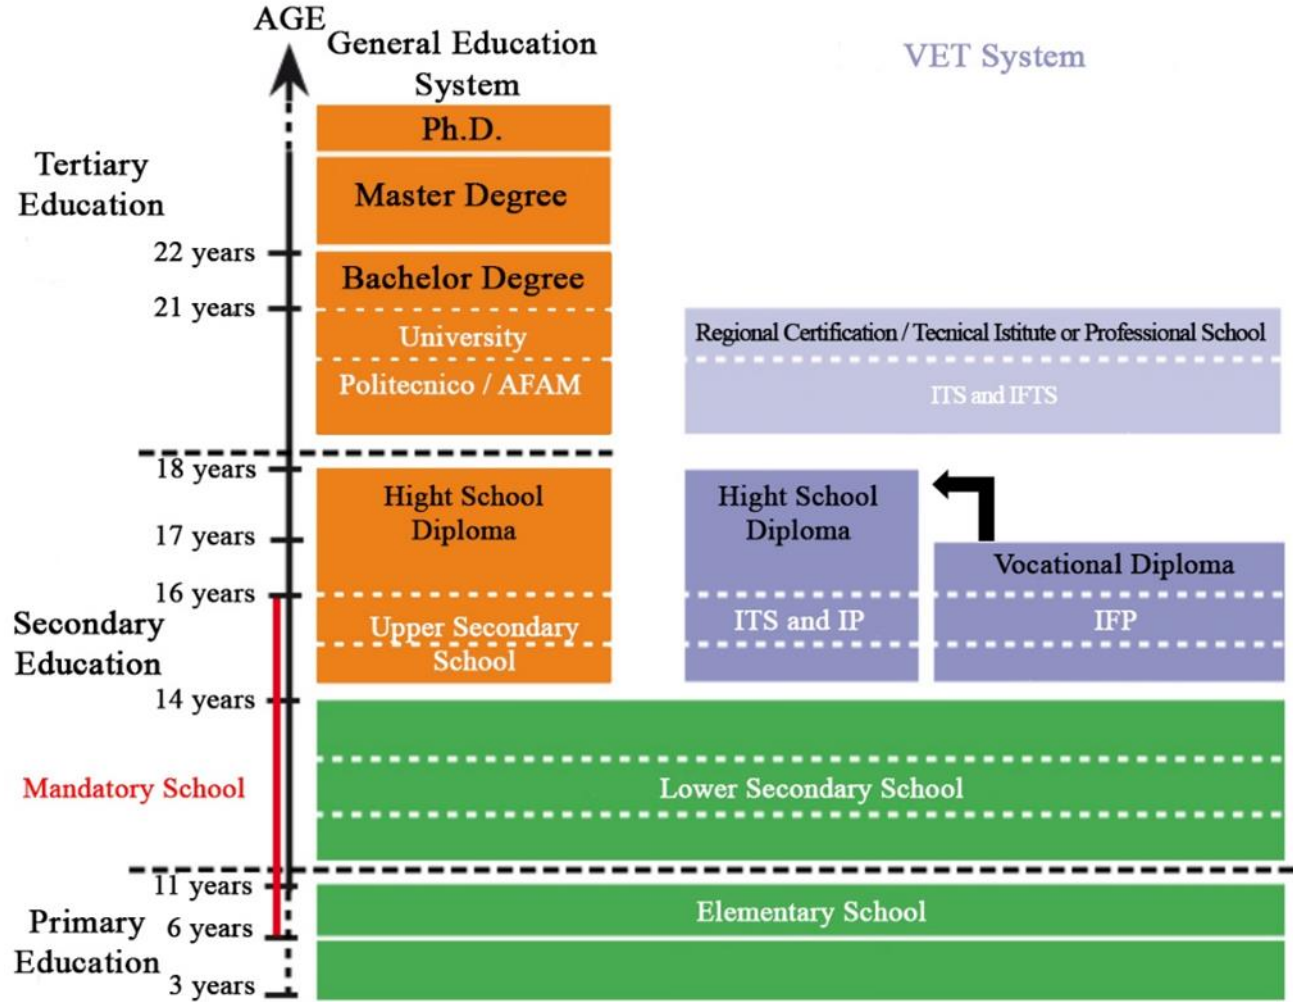 AGE
General Education
System
VET System
Ph.D.
Tertiary
Education
Master Degree
22 years
Bachelor Degree
21 years
University
Regional Certification / Tecnical Istitute or Professional School
Politecnico / AFAM
ITS and IFTS
18 years
Hight School
Diploma
Hight School
Diploma
17 years
Vocational Diploma
16 years
Secondary
Education
Upper Secondary
School
ITS and IP
IFP
14 years
Mandatory School
Lower Secondary School
11 years
Primary
Education
6 years
Elementary School
3 years